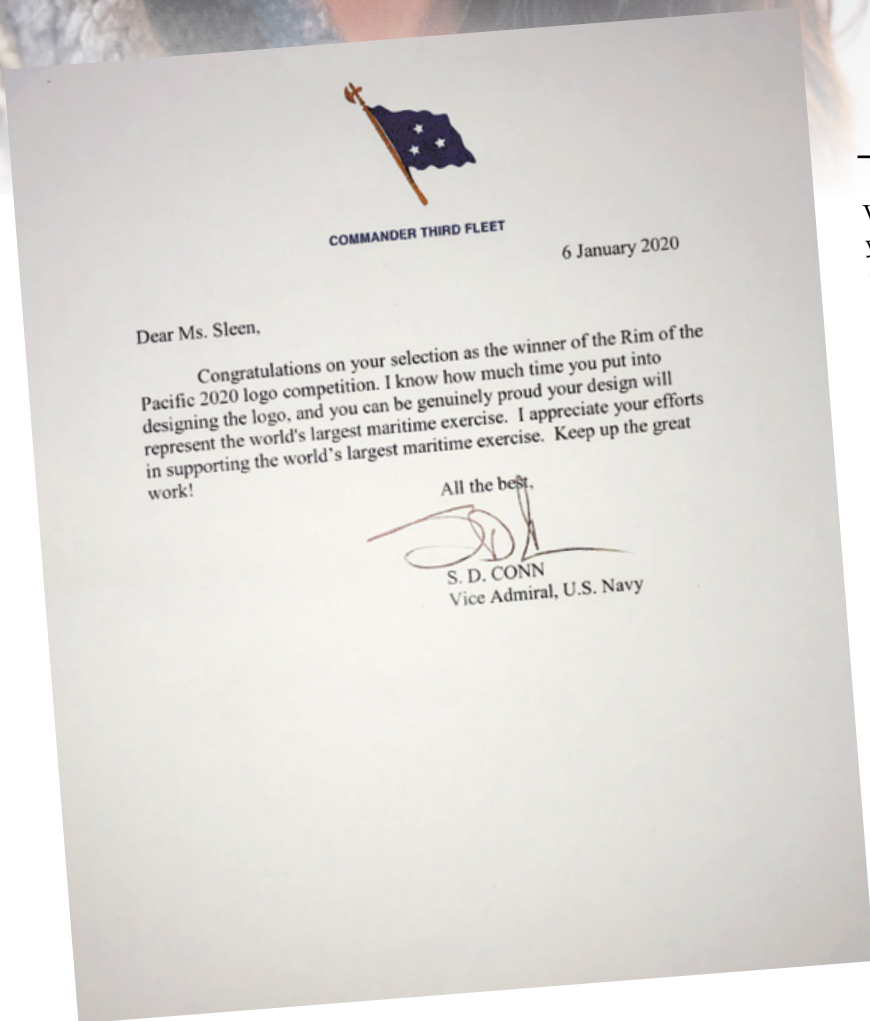 COMMANDER THIRD FLEET
6 January 2020
Dear Ms. Sleen,
Congratulations on your selection as the winner of the Rim of the
Pacific 2020 logo competition. I know how much time you put into
designing the logo, and you can be genuinely proud your design will
represent the world's largest maritime exercise.  I appreciate your efforts
in supporting the world's largest maritime exercise.  Keep up the great
work!
All the best,
S. D. CONN
Vice Admiral, U.S. Navy